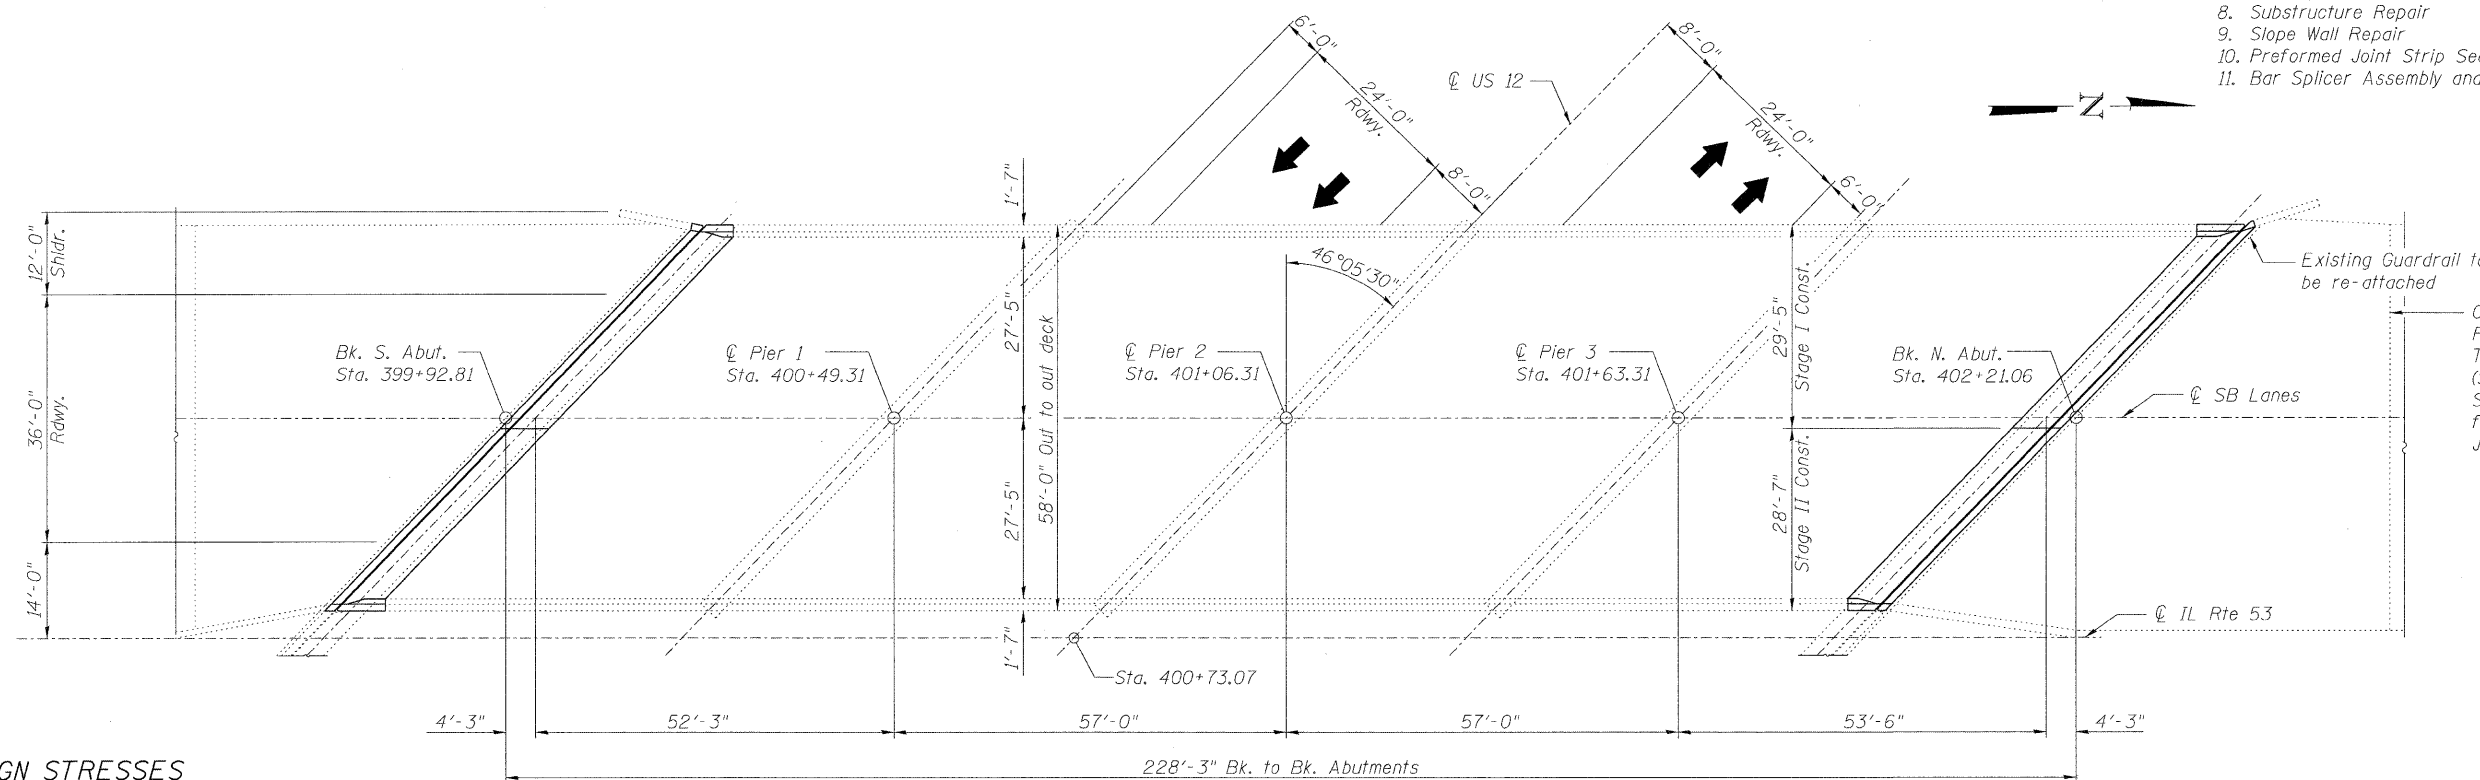 8. Substructure Repair
9. Slope Wall Repair
10. Preformed Joint Strip
11. Bar Splicer Assembly and
N
6'-0"
24'-0"
Rdwy.
8'-0"
℄ US 12
8'-0"
24'-0"
Rdwy.
6'-0"
12'-0"
Shldr.
36'-0"
Rdwy.
14'-0"
1'-7"
27'-5"
27'-5"
1'-7"
58'-0" Out to out deck
46°05'30"
29'-5"
Stage I Const.
28'-7"
Stage II Const.
Existing Guardrail to
be re-attached
Bk. S. Abut.
Sta. 399+92.81
℄ Pier 1
Sta. 400+49.31
℄ Pier 2
Sta. 401+06.31
℄ Pier 3
Sta. 401+63.31
Bk. N. Abut.
Sta. 402+21.06
℄ SB Lanes
℄ IL Rte 53
Sta. 400+73.07
4'-3"
52'-3"
57'-0"
57'-0"
53'-6"
4'-3"
228'-3" Bk. to Bk. Abutments
GN STRESSES